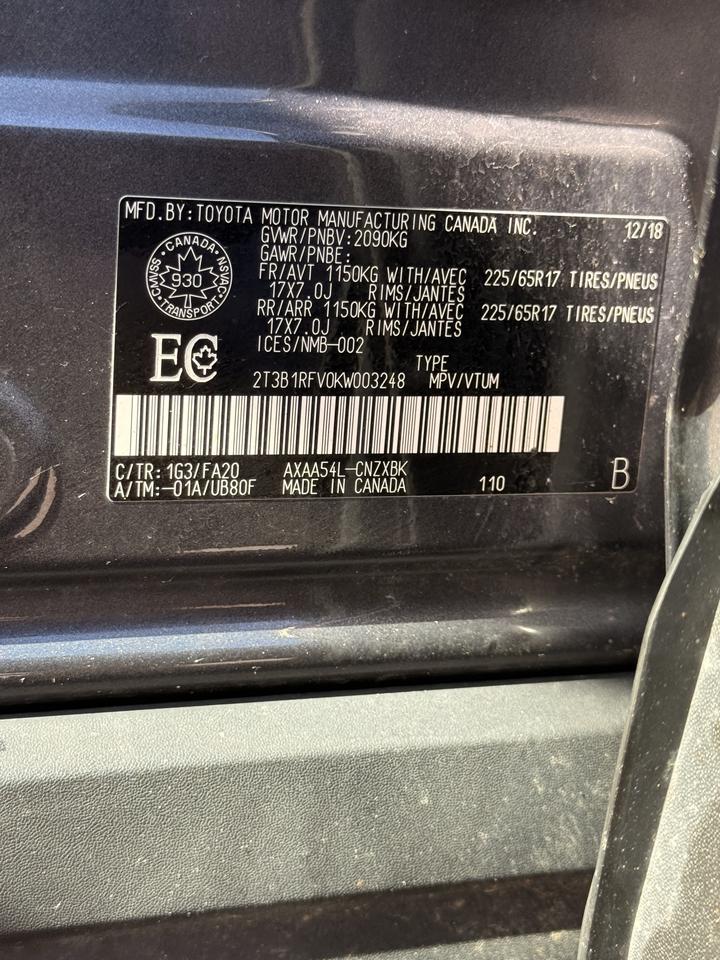 MFD.BY:TOYOTA MOTOR MANUFACTURING CANADA INC. 12/18
GVWR/PNBV:2090KG
GAWR/PNBE:
FR/AVT 1150KG WITH/AVEC 225/65R17 TIRES/PNEUS
17X7.0J RIMS/JANTES
RR/ARR 1150KG WITH/AVEC 225/65R17 TIRES/PNEUS
17X7.0J RIMS/JANTES
ICES/NMB-002
CANADA
CMVSS 930 NSVAC
TRANSPORT
EC
TYPE
2T3B1RFV0KW003248 MPV/VTUM
C/TR: 1G3/FA20 AXAA54L-CNZXBK
A/TM:-01A/UB80F MADE IN CANADA 110 B